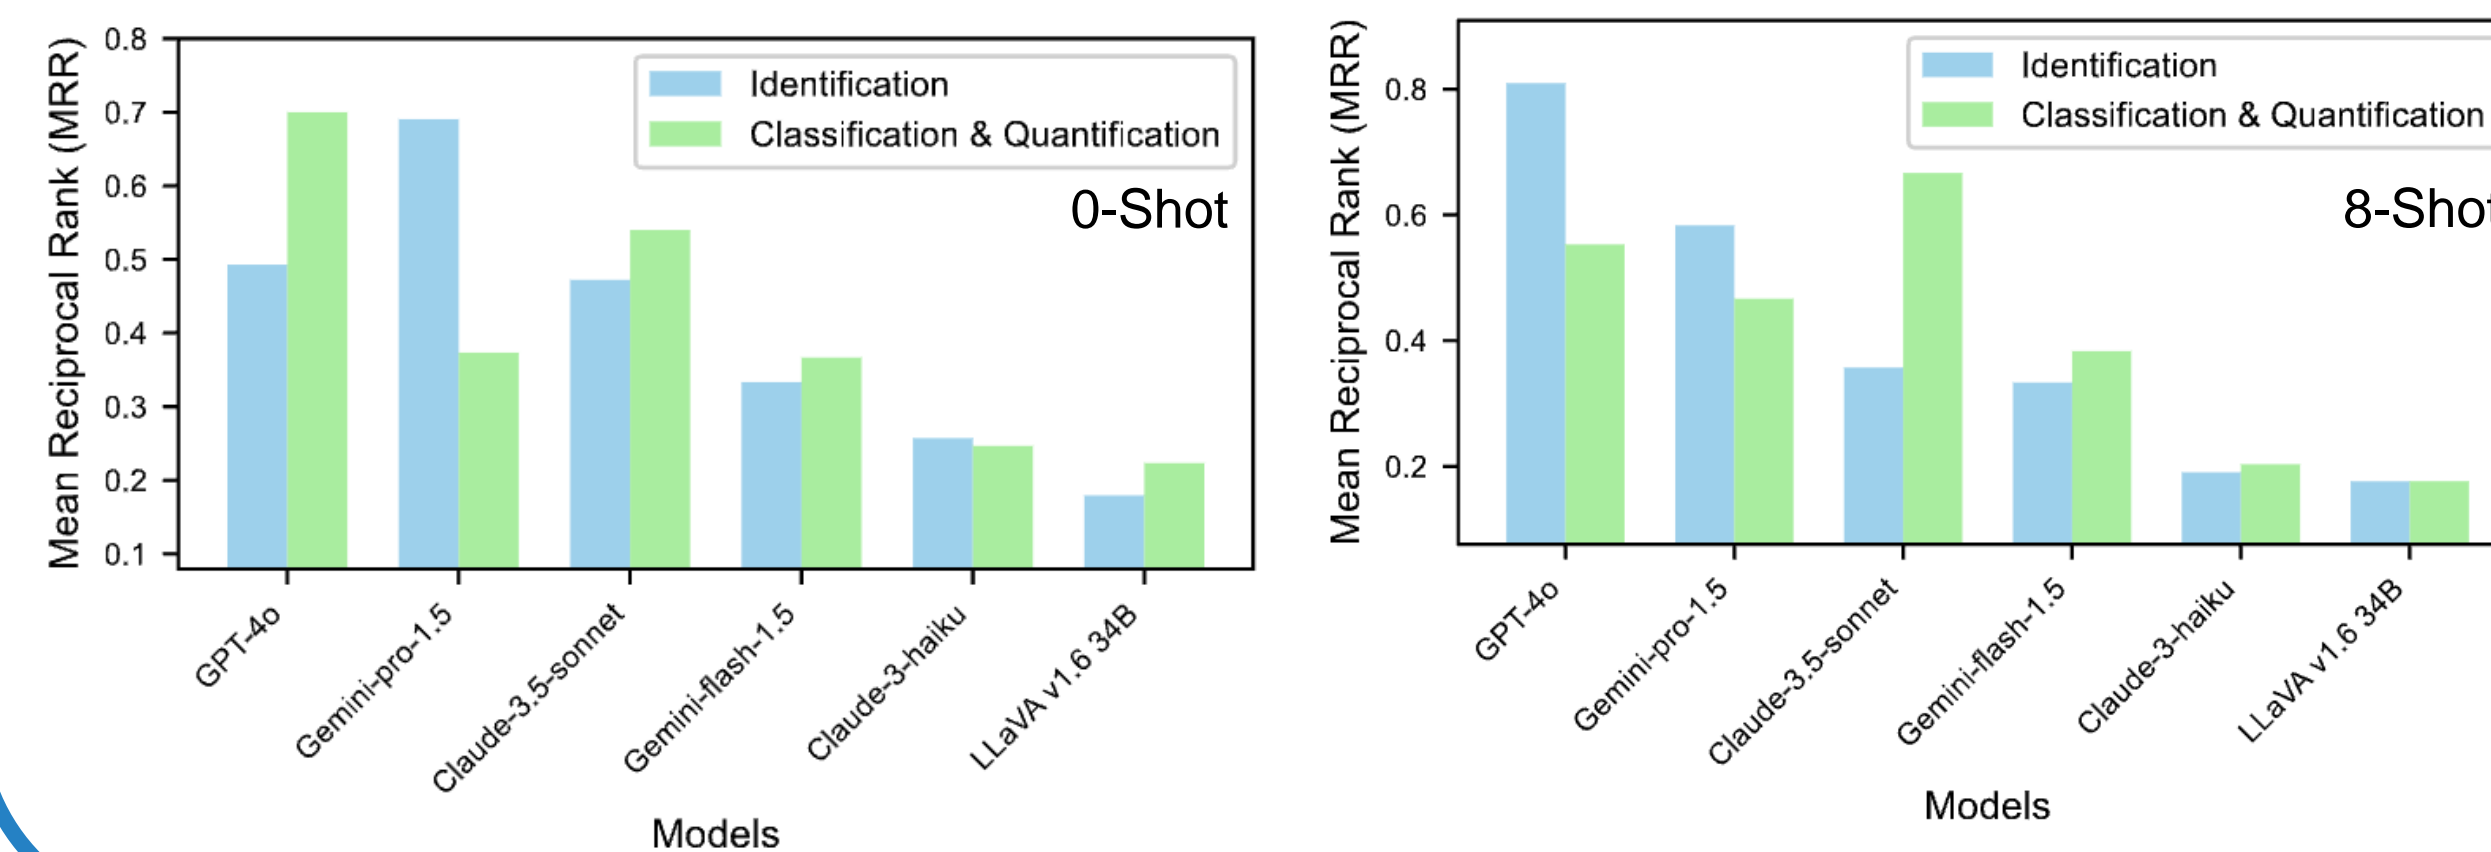 Mean Reciprocal Rank (MRR)
0.8
0.7
0.6
0.5
0.4
0.3
0.2
0.1
Identification
Classification & Quantification
0-Shot
GPT-4o
Gemini-pro-1.5
Claude-3.5-sonnet
Gemini-flash-1.5
Claude-3-haiku
LLaVA v1.6 34B
Models
Mean Reciprocal Rank (MRR)
0.8
0.6
0.4
0.2
Identification
Classification & Quantification
8-Shot
GPT-4o
Gemini-pro-1.5
Claude-3.5-sonnet
Gemini-flash-1.5
Claude-3-haiku
LLaVA v1.6 34B
Models